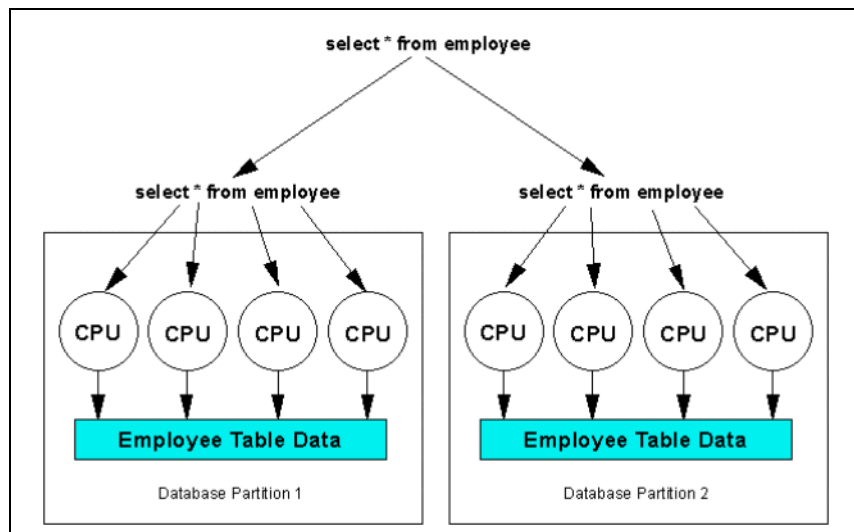 select * from employee
select * from employee select * from employee
CPU CPU CPU CPU CPU CPU CPU CPU
Employee Table Data Employee Table Data
Database Partition 1 Database Partition 2